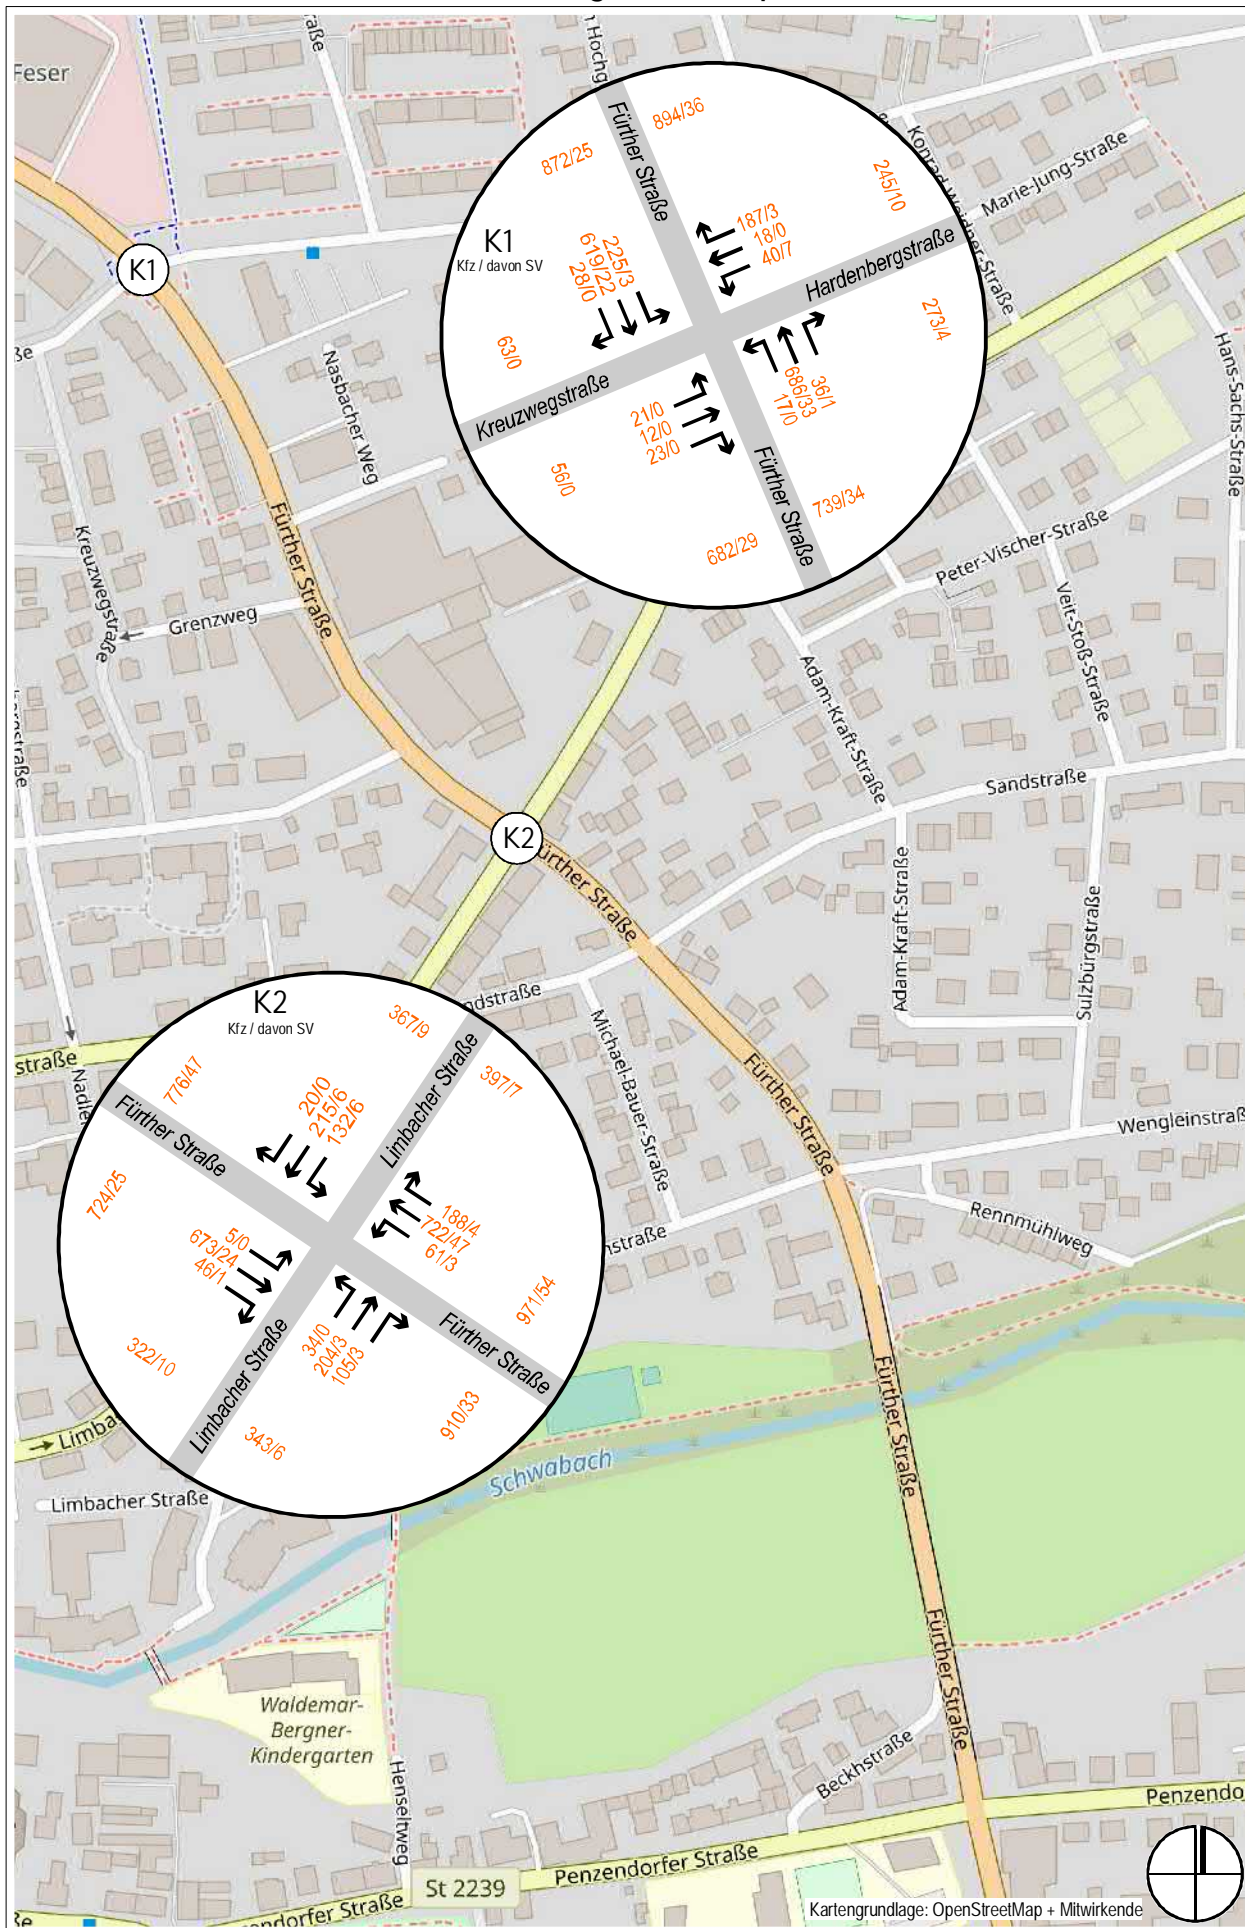 Feser
Fürther Straße
894/36
872/25
245/10
Konrad-Weidner-Straße
Marie-Jung-Straße
K1
Kfz / davon SV
187/3
18/0
40/7
225/3
619/22
28/0
Hardenbergstraße
K1
63/0
273/4
Kreuzwegstraße
21/0
12/0
23/0
36/1
686/33
17/0
56/0
Fürther Straße
739/34
682/29
Nasbacher Weg
Hans-Sachs-Straße
Kreuzwegstraße
Fürther Straße
Grenzweg
Peter-Vischer-Straße
Veit-Stoß-Straße
Adam-Kraft-Straße
Sandstraße
K2
Fürther Straße
Adam-Kraft-Straße
Sulzburgstraße
K2
Kfz / davon SV
367/9
397/7
776/47
Limbacher Straße
20/0
215/6
132/6
Fürther Straße
724/25
188/4
722/47
61/3
5/0
673/24
46/1
34/0
204/3
105/3
971/54
322/10
Limbacher Straße
Fürther Straße
343/6
910/33
straße
Michael-Bauer-Straße
Fürther Straße
Rennmühlweg
Fürther Straße
Limbacher Straße
Schwabach
Fürther Straße
Waldemar-
Bergner-
Kindergarten
Henseltweg
Beckhstraße
St 2239
Penzendorfer Straße
Kartengrundlage: OpenStreetMap + Mitwirkende